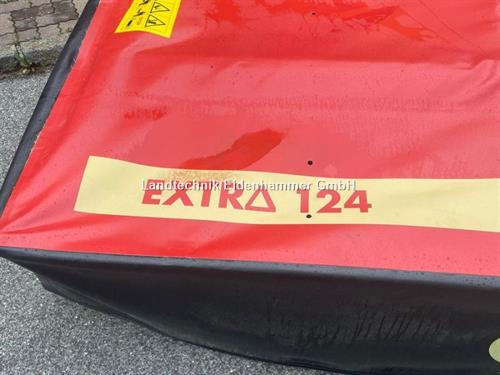 Landtechnik Eidenhammer GmbH
EXTRA 124